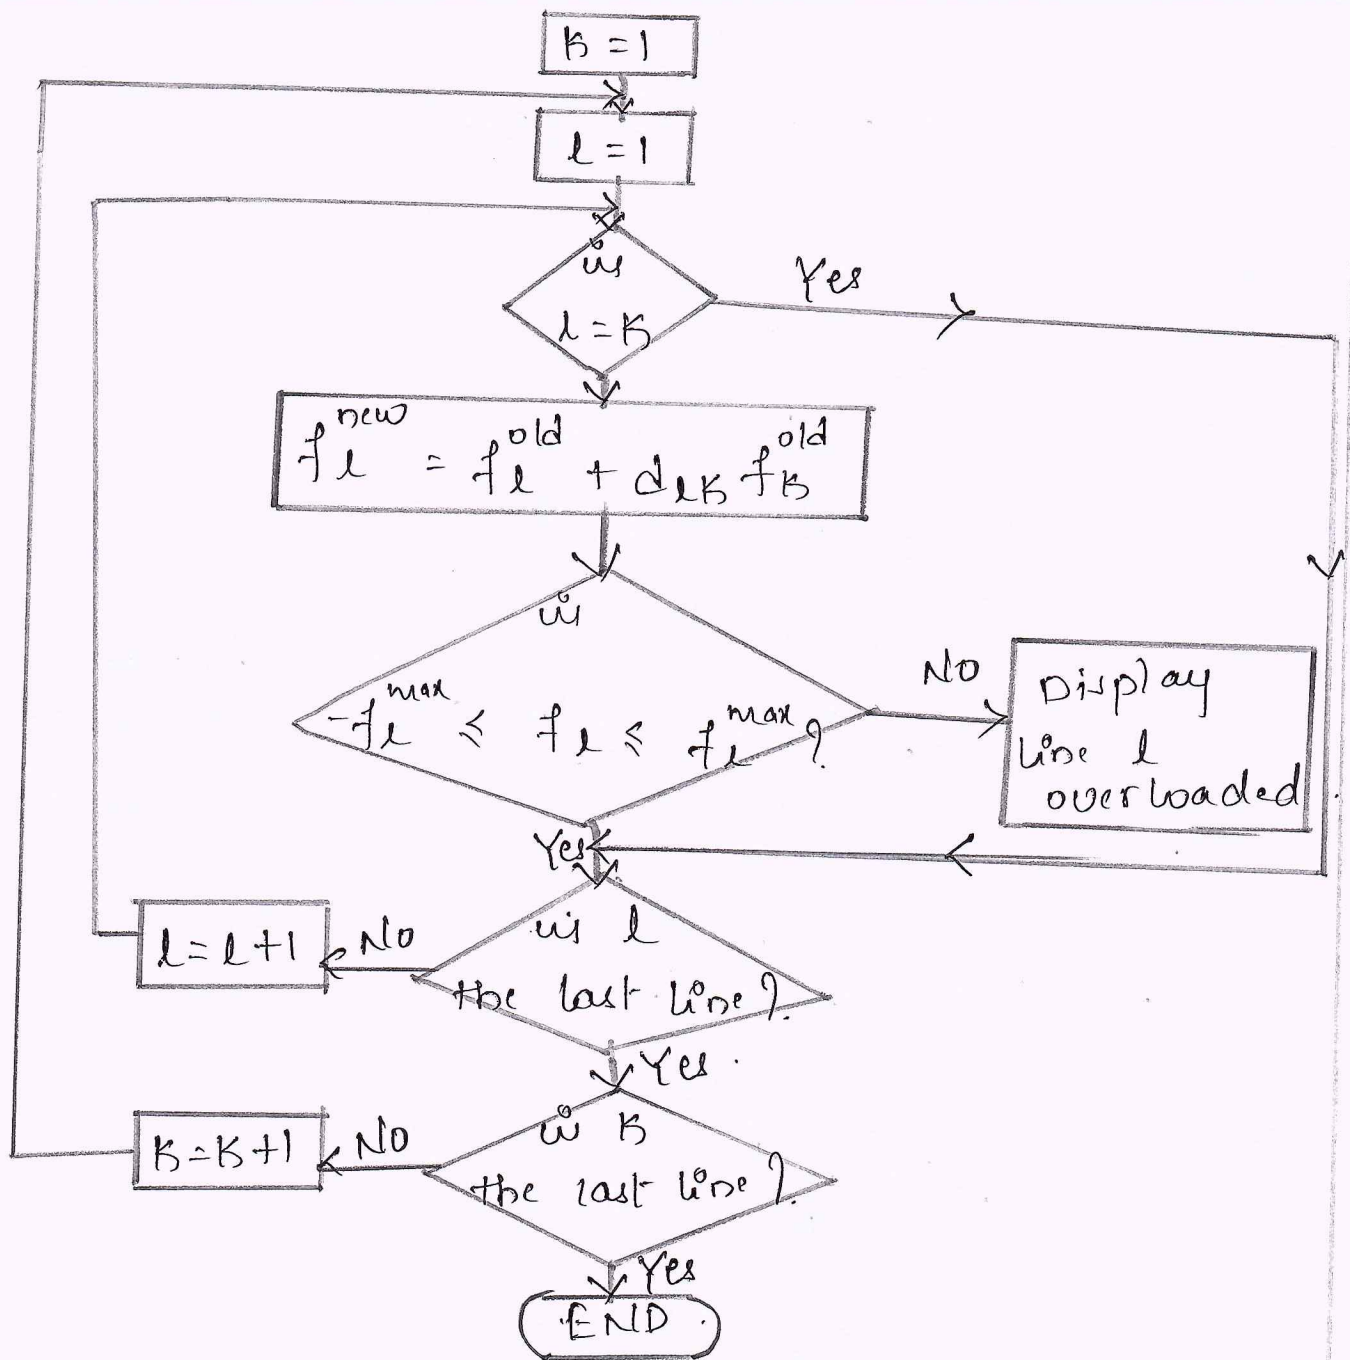 K = 1
l = 1
is
l = K
Yes
f_l^new = f_l^old + d_lK f_K^old
is
-f_l^max ≤ f_l ≤ f_l^max ?
NO
Display
line l
overloaded
Yes
is l
the last line?
NO
l = l + 1
Yes
is K
the last line?
NO
K = K + 1
Yes
END